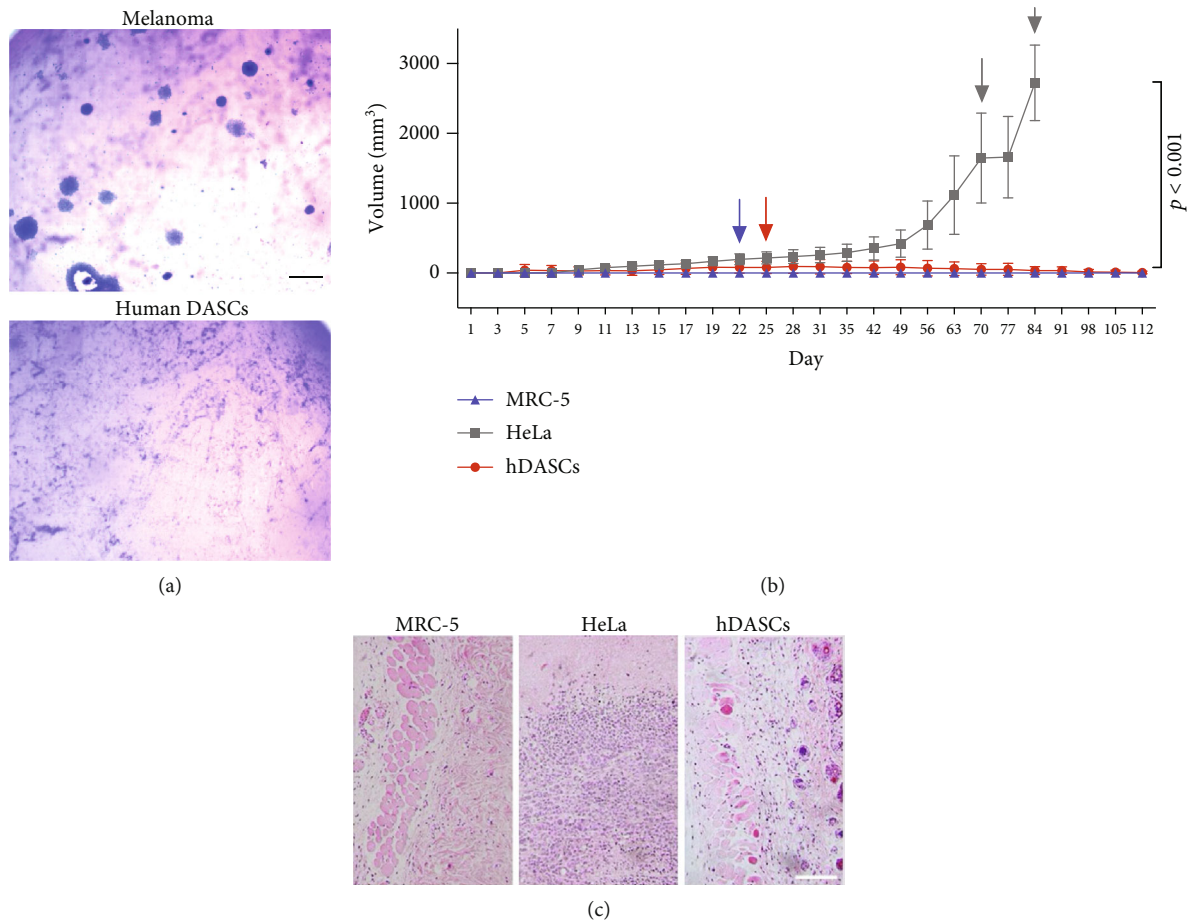 Melanoma
Human DASCs
(a)
Volume (mm³)
3000
2000
1000
0
1 3 5 7 9 11 13 15 17 19 22 25 28 31 35 42 49 56 63 70 77 84 91 98 105 112
Day
p < 0.001
MRC-5
HeLa
hDASCs
(b)
MRC-5 HeLa hDASCs
(c)